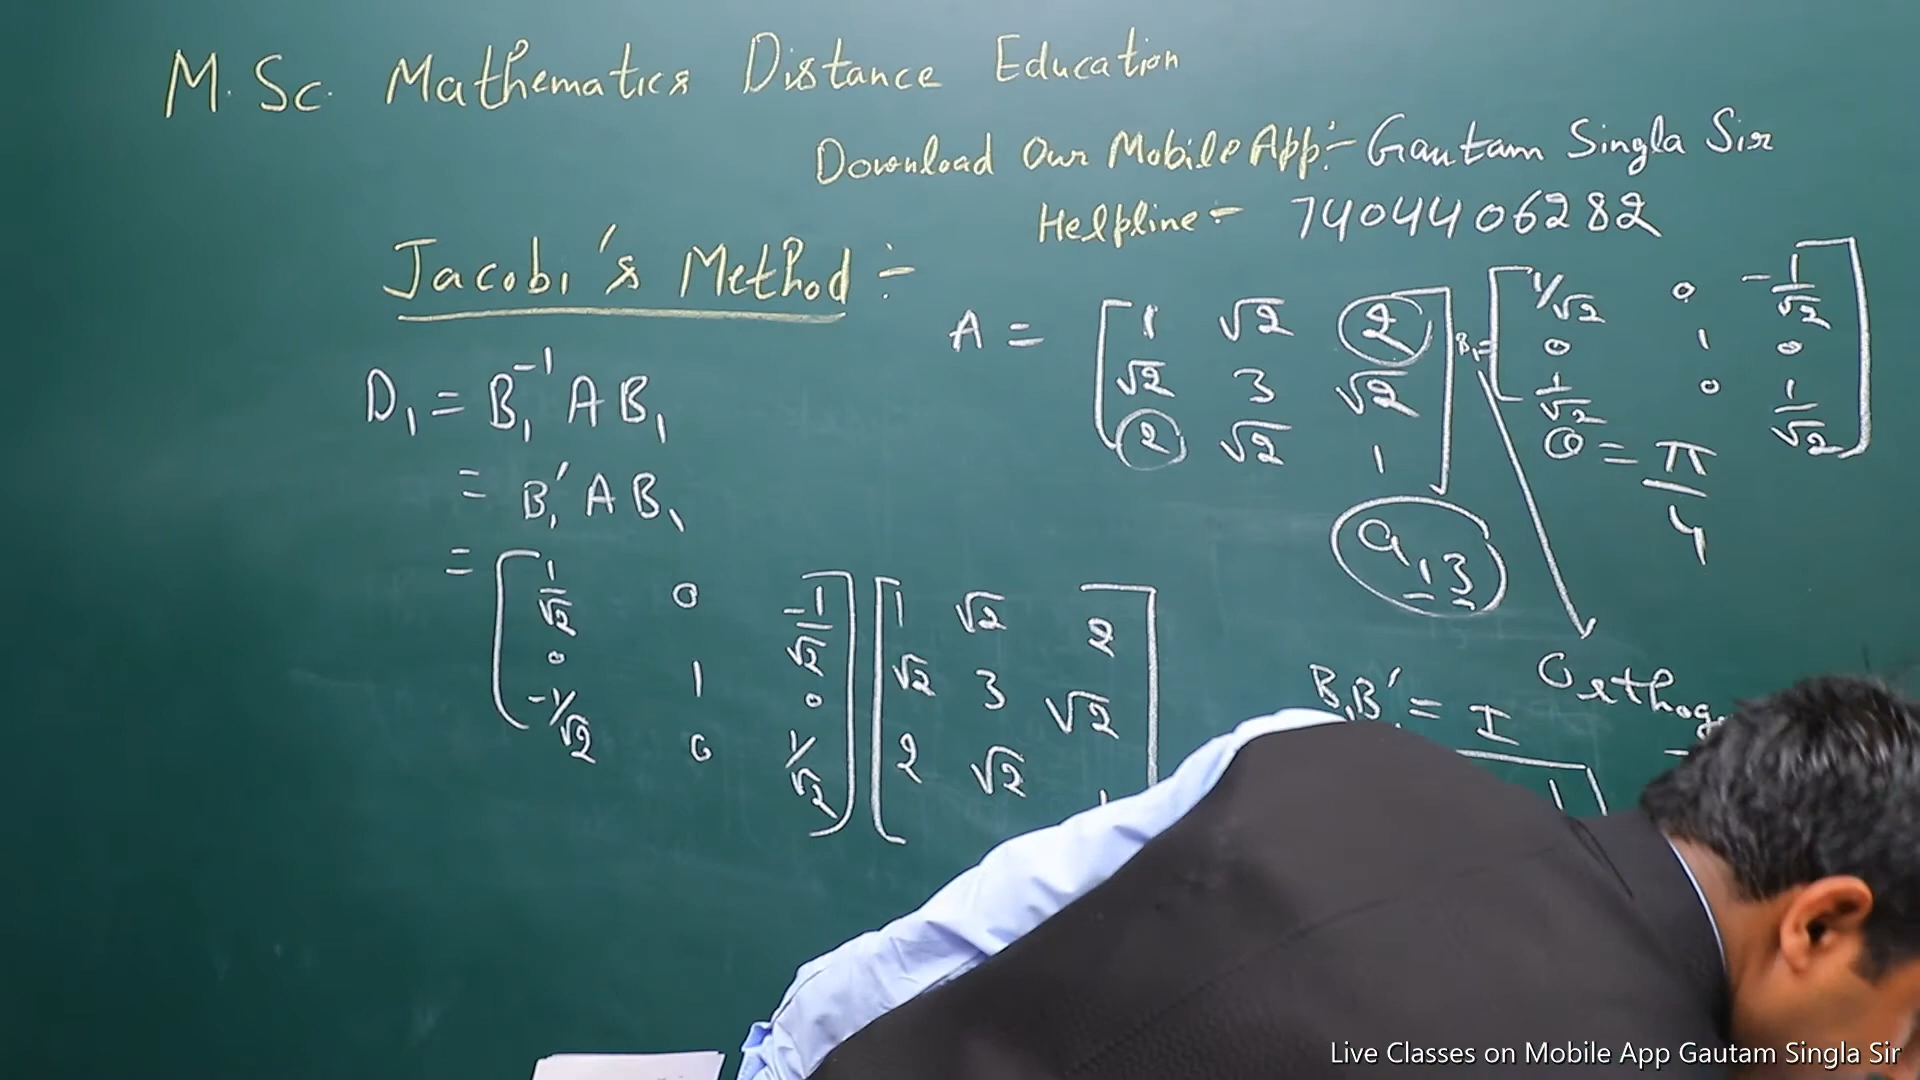 M.Sc. Mathematics Distance Education
Download Our Mobile App:- Gautam Singla Sir
Helpline:- 7404406282
Jacobi's Method :-
A = [1 √2 2
√2 3 √2
2 √2 1]
B₁ = [1/√2 0 -1/√2
0 1 0
1/√2 0 1/√2]
θ = π/4
a₁₃
D₁ = B₁⁻¹ A B₁
= B₁' A B₁
= [1/√2 0 1/√2
0 1 0
-1/√2 0 1/√2] [1 √2 2
√2 3 √2
2 √2 1]
Orthog
B₁B₁' = I
Live Classes on Mobile App Gautam Singla Sir